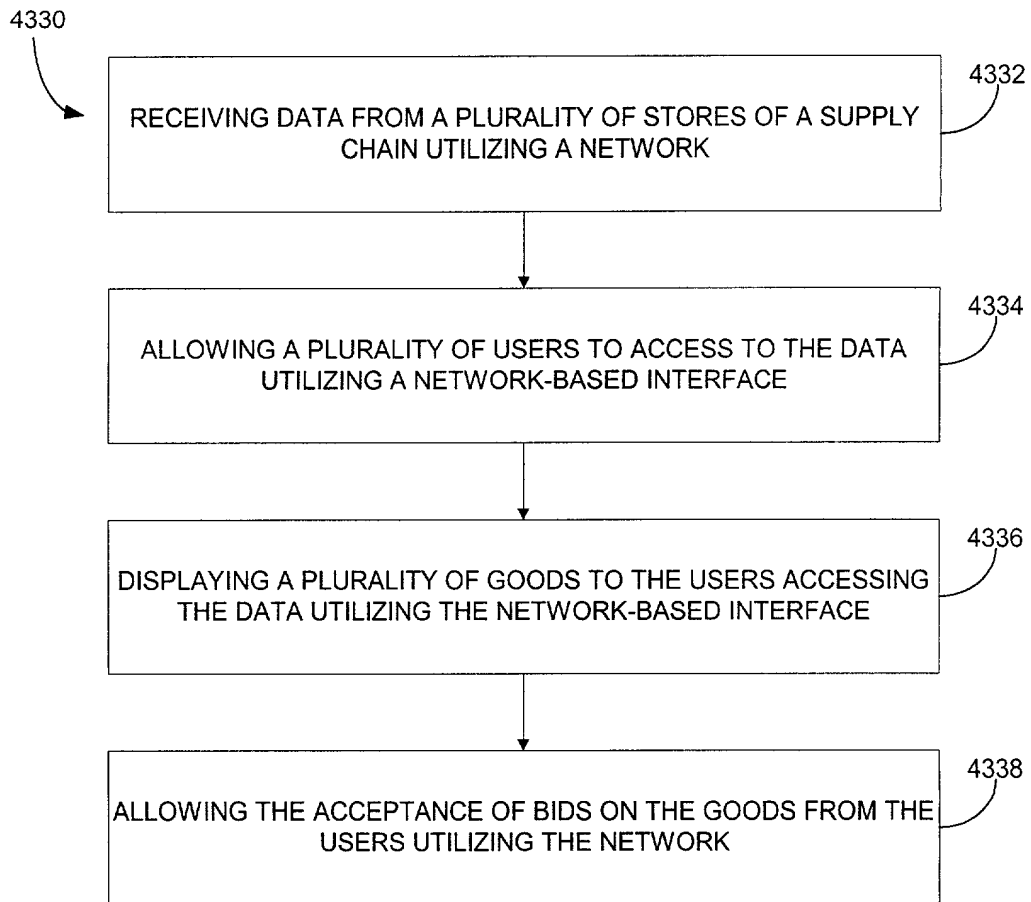 4330
4332
RECEIVING DATA FROM A PLURALITY OF STORES OF A SUPPLY
CHAIN UTILIZING A NETWORK
4334
ALLOWING A PLURALITY OF USERS TO ACCESS TO THE DATA
UTILIZING A NETWORK-BASED INTERFACE
4336
DISPLAYING A PLURALITY OF GOODS TO THE USERS ACCESSING
THE DATA UTILIZING THE NETWORK-BASED INTERFACE
4338
ALLOWING THE ACCEPTANCE OF BIDS ON THE GOODS FROM THE
USERS UTILIZING THE NETWORK